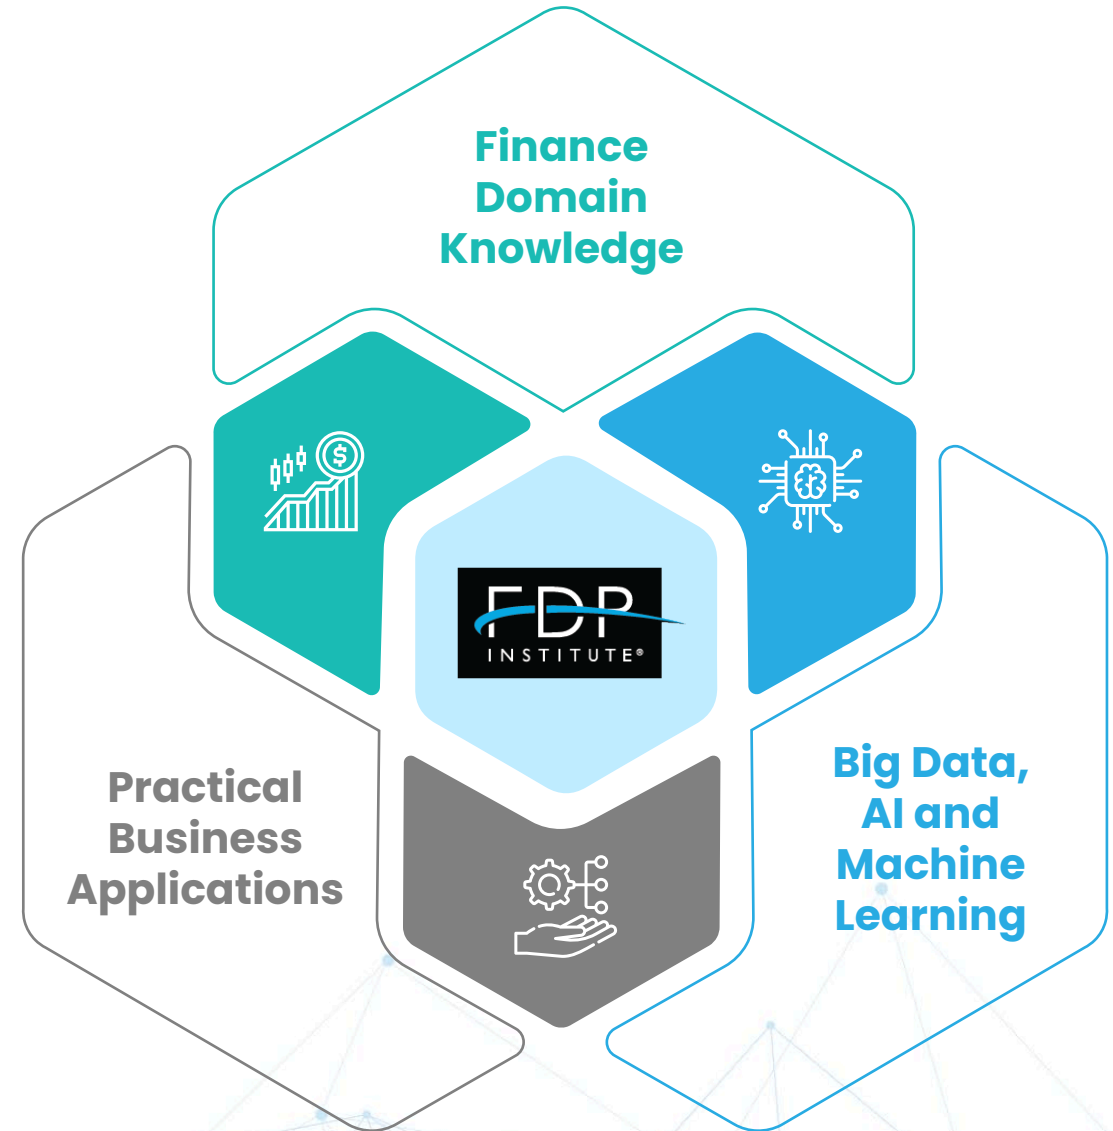 Finance
Domain
Knowledge
$
FDP
INSTITUTE®
Practical
Business
Applications
Big Data,
AI and
Machine
Learning